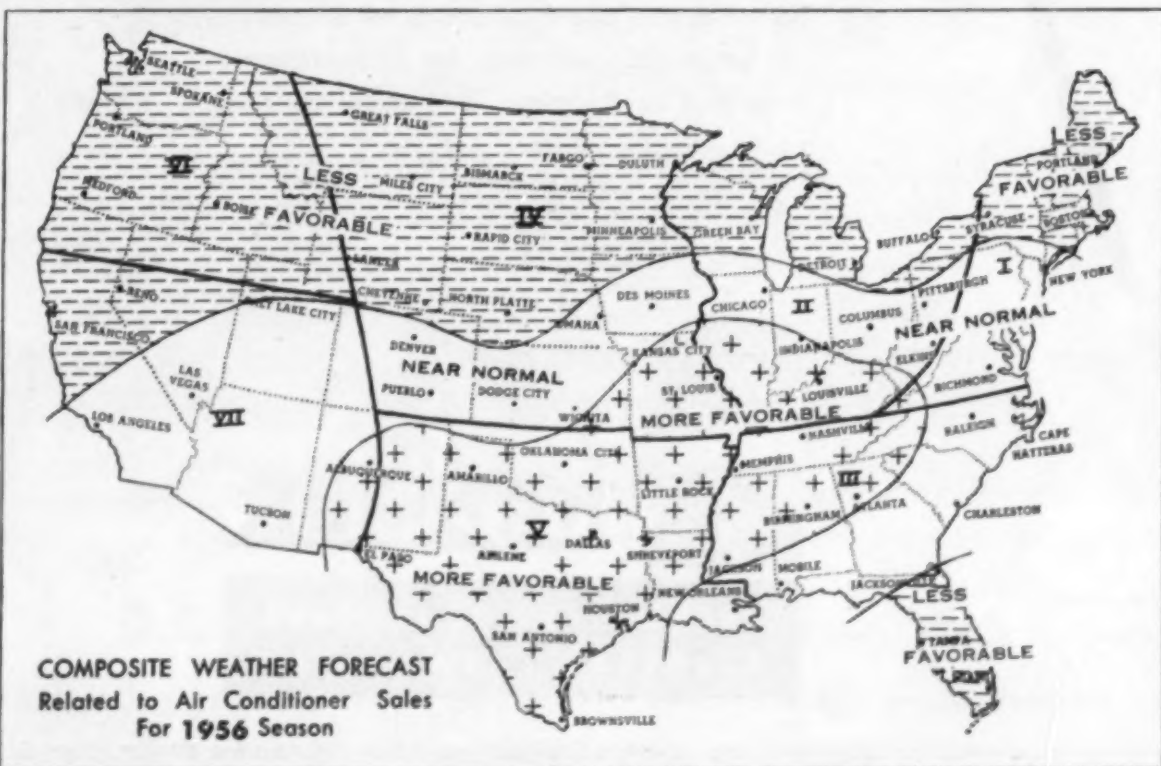 SEATTLE
SPOKANE
PORTLAND
VI
MEDFORD
BOISE
GREAT FALLS
LESS
FAVORABLE
MILES CITY
BISMARCK
FARGO
DULUTH
IV
RAPID CITY
MINNEAPOLIS
GREEN BAY
LANDER
CHEYENNE
NORTH PLATTE
RENO
SAN FRANCISCO
SALT LAKE CITY
LESS
PORTLAND
FAVORABLE
SYRACUSE
BOSTON
BUFFALO
DETROIT
I
NEW YORK
PITTSBURGH
DES MOINES
OMAHA
CHICAGO
II
COLUMBUS
NEAR NORMAL
INDIANAPOLIS
ELKINS
RICHMOND
KANSAS CITY
ST. LOUIS
LOUISVILLE
MORE FAVORABLE
DENVER
NEAR NORMAL
PUEBLO
DODGE CITY
WICHITA
LAS
VEGAS
VII
LOS ANGELES
TUCSON
ALBUQUERQUE
AMARILLO
OKLAHOMA CITY
LITTLE ROCK
MEMPHIS
NASHVILLE
RALEIGH
CAPE
HATTERAS
III
BIRMINGHAM
ATLANTA
CHARLESTON
EL PASO
V
ABILENE
DALLAS
SHREVEPORT
JACKSON
MOBILE
JACKSONVILLE
MORE FAVORABLE
NEW ORLEANS
HOUSTON
SAN ANTONIO
BROWNSVILLE
LESS
TAMPA
FAVORABLE
COMPOSITE WEATHER FORECAST
Related to Air Conditioner Sales
For 1956 Season